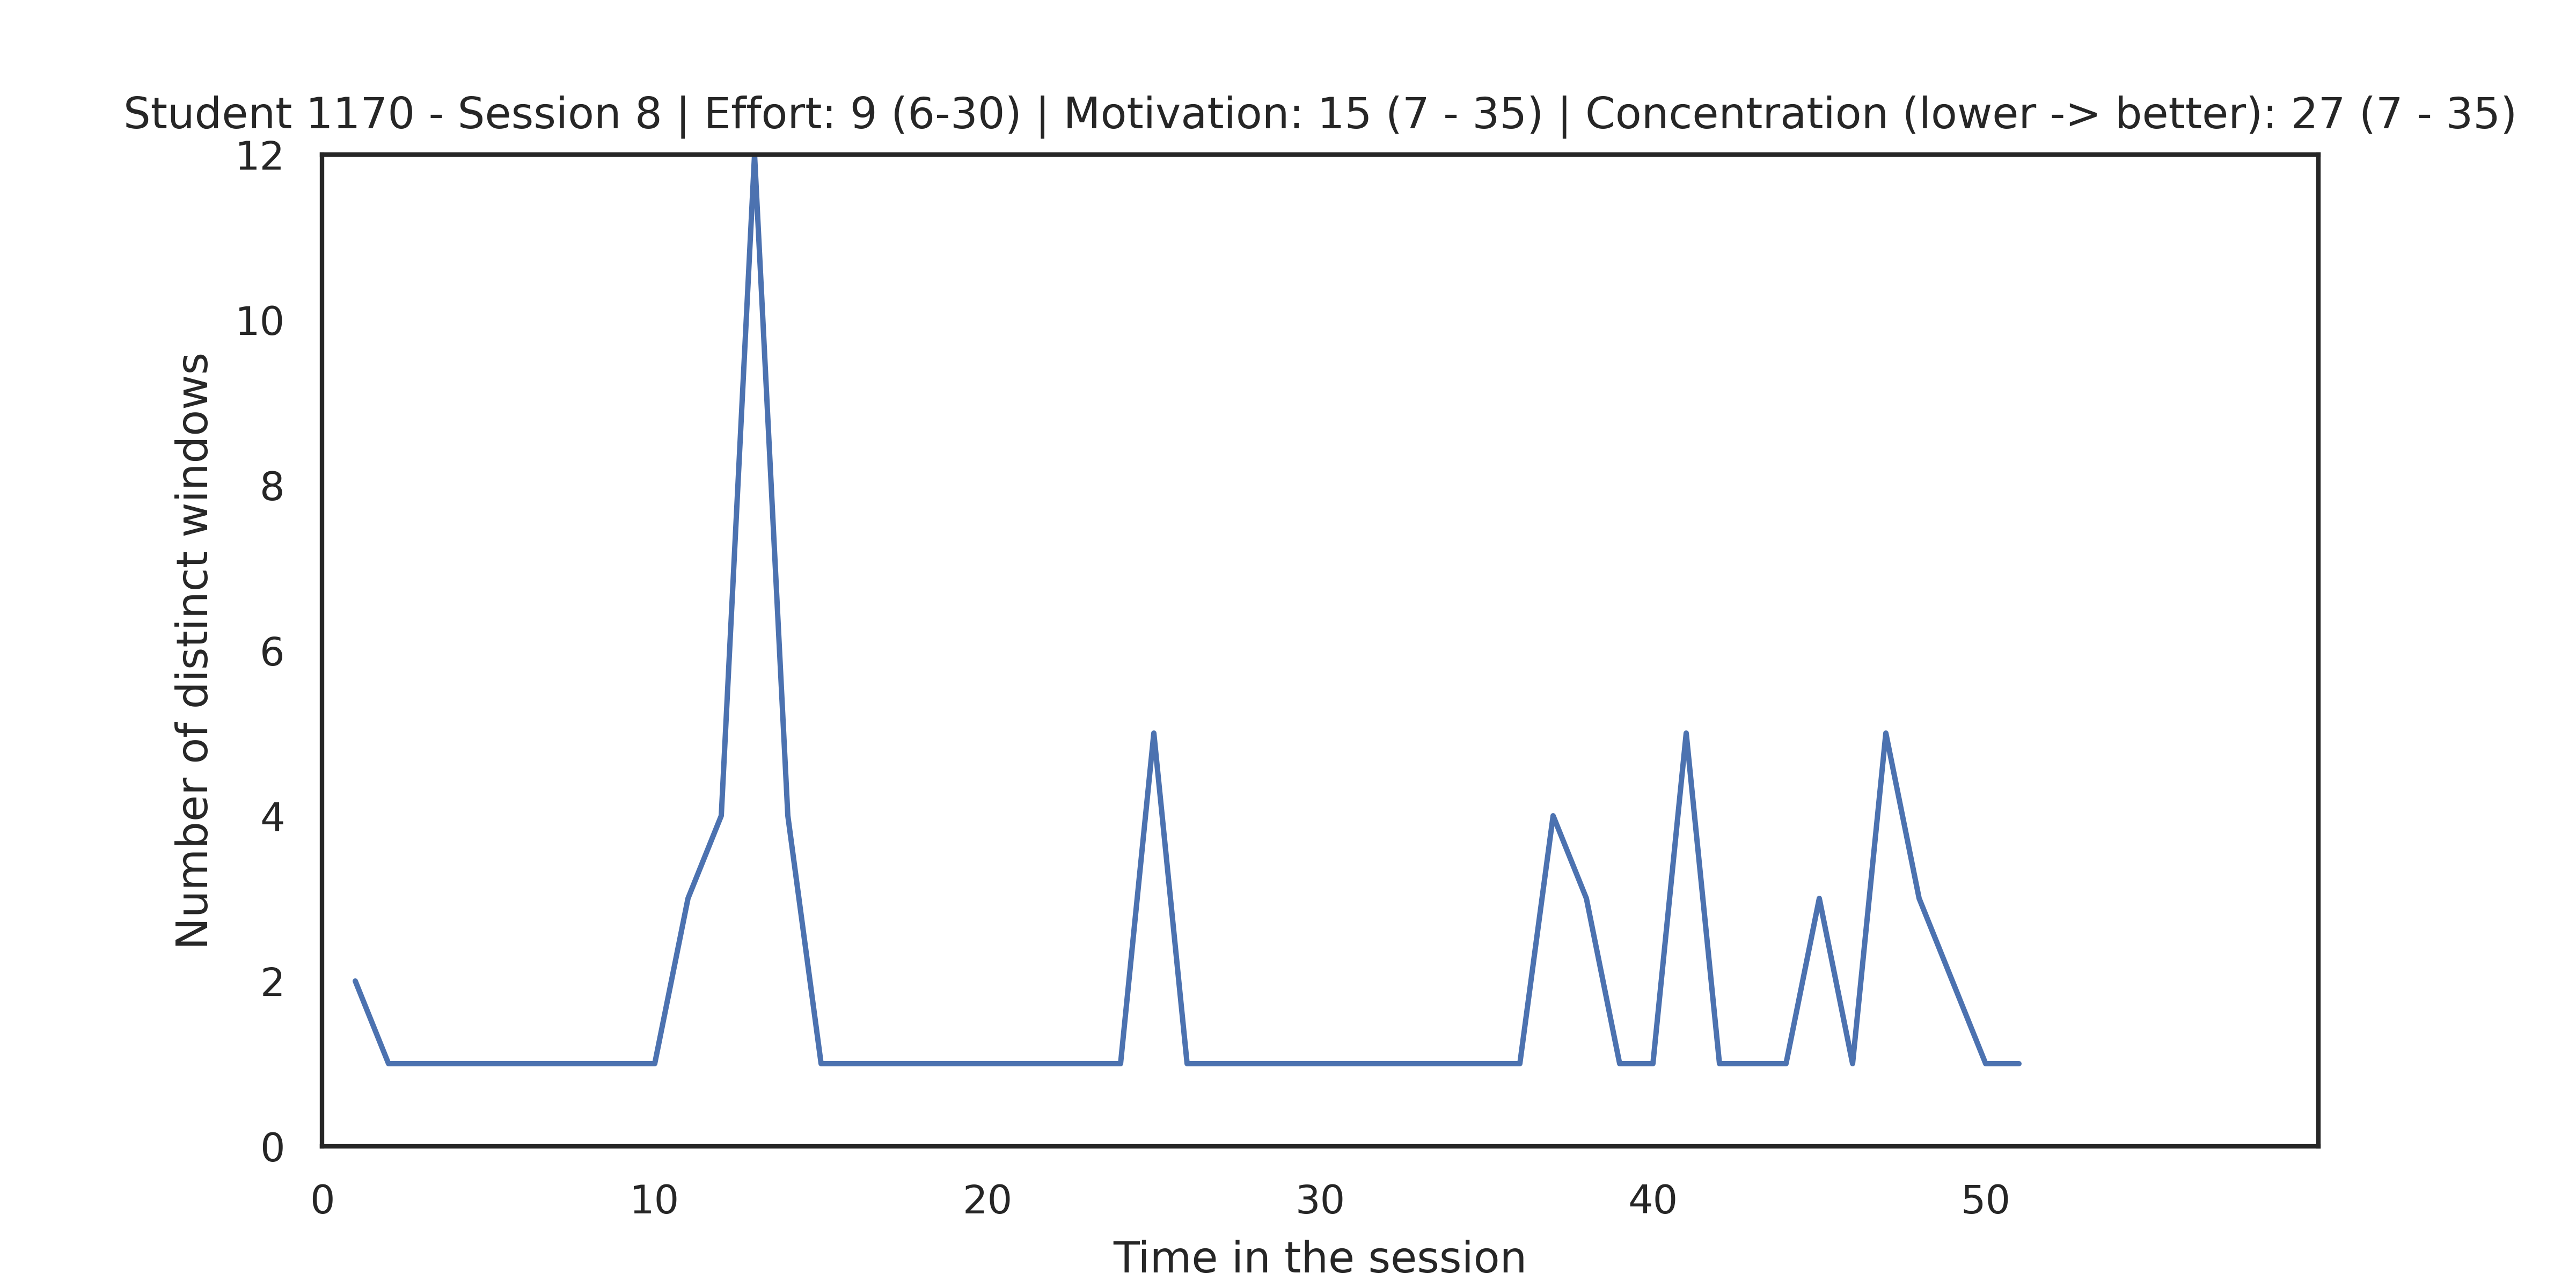 Student 1170 - Session 8 | Effort: 9 (6-30) | Motivation: 15 (7 - 35) | Concentration (lower -> better): 27 (7 - 35)
12
10
8
6
4
2
0
Number of distinct windows
0 10 20 30 40 50
Time in the session